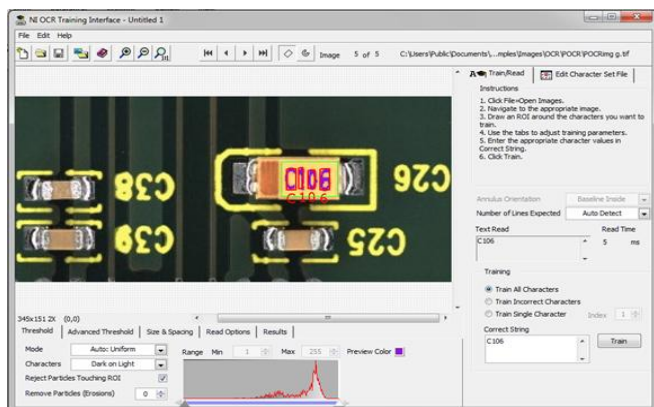 NI OCR Training Interface - Untitled 1
File Edit Help
Image 5 of 5 C:\Users\Public\Documents\...mples\Images\OCR\POCR\POCRimg g.tif
Train/Read Edit Character Set File
Instructions
1. Click File+Open Images.
2. Navigate to the appropriate image.
3. Draw an ROI around the characters you want to train.
4. Use the tabs to adjust training parameters.
5. Enter the appropriate character values in Correct String.
6. Click Train.
C38
C39
C106
C106
C26
C25
Annulus Orientation Baseline Inside
Number of Lines Expected Auto Detect
Text Read Read Time
C106 5 ms
Training
Train All Characters
Train Incorrect Characters
Train Single Character Index 1
Correct String
C106 Train
345x151 2X (0,0)
Threshold Advanced Threshold Size & Spacing Read Options Results
Mode Auto: Uniform Range Min 1 Max 255 Preview Color
Characters Dark on Light
Reject Particles Touching ROI
Remove Particles (Erosions) 0